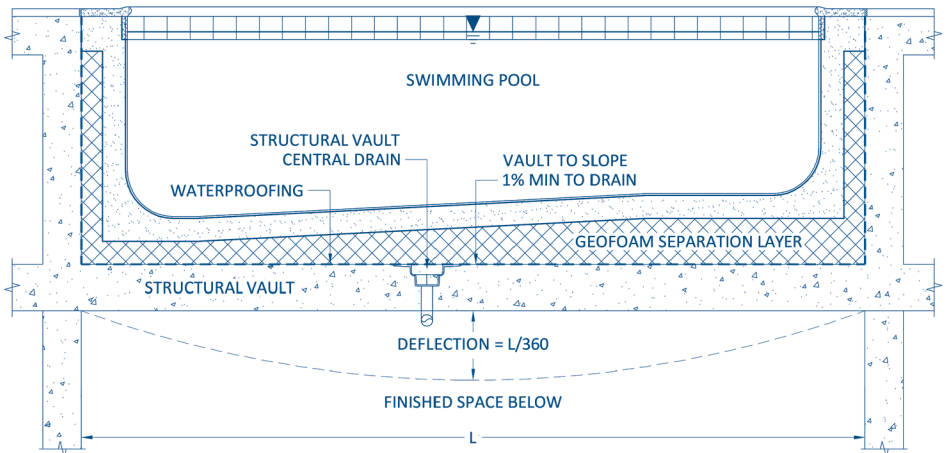 SWIMMING POOL
STRUCTURAL VAULT
CENTRAL DRAIN
VAULT TO SLOPE
1% MIN TO DRAIN
WATERPROOFING
GEOFOAM SEPARATION LAYER
STRUCTURAL VAULT
DEFLECTION = L/360
FINISHED SPACE BELOW
L